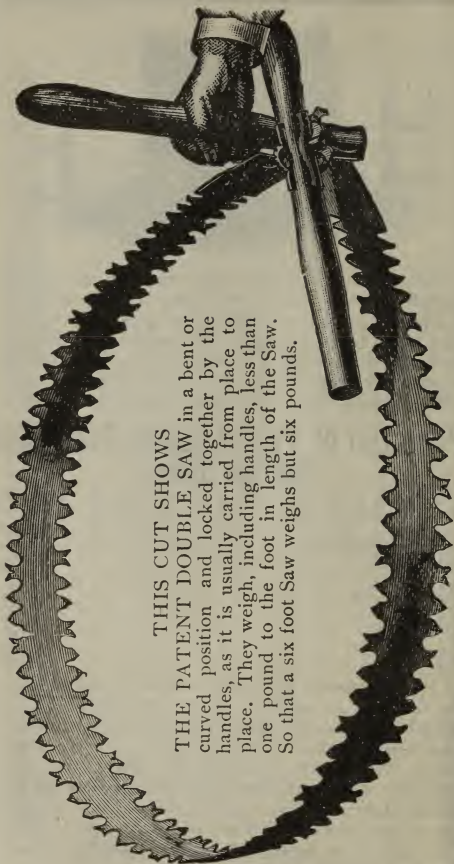 THIS CUT SHOWS
THE PATENT DOUBLE SAW in a bent or
curved position and locked together by the
handles, as it is usually carried from place to
place. They weigh, including handles, less than
one pound to the foot in length of the Saw.
So that a six foot Saw weighs but six pounds.